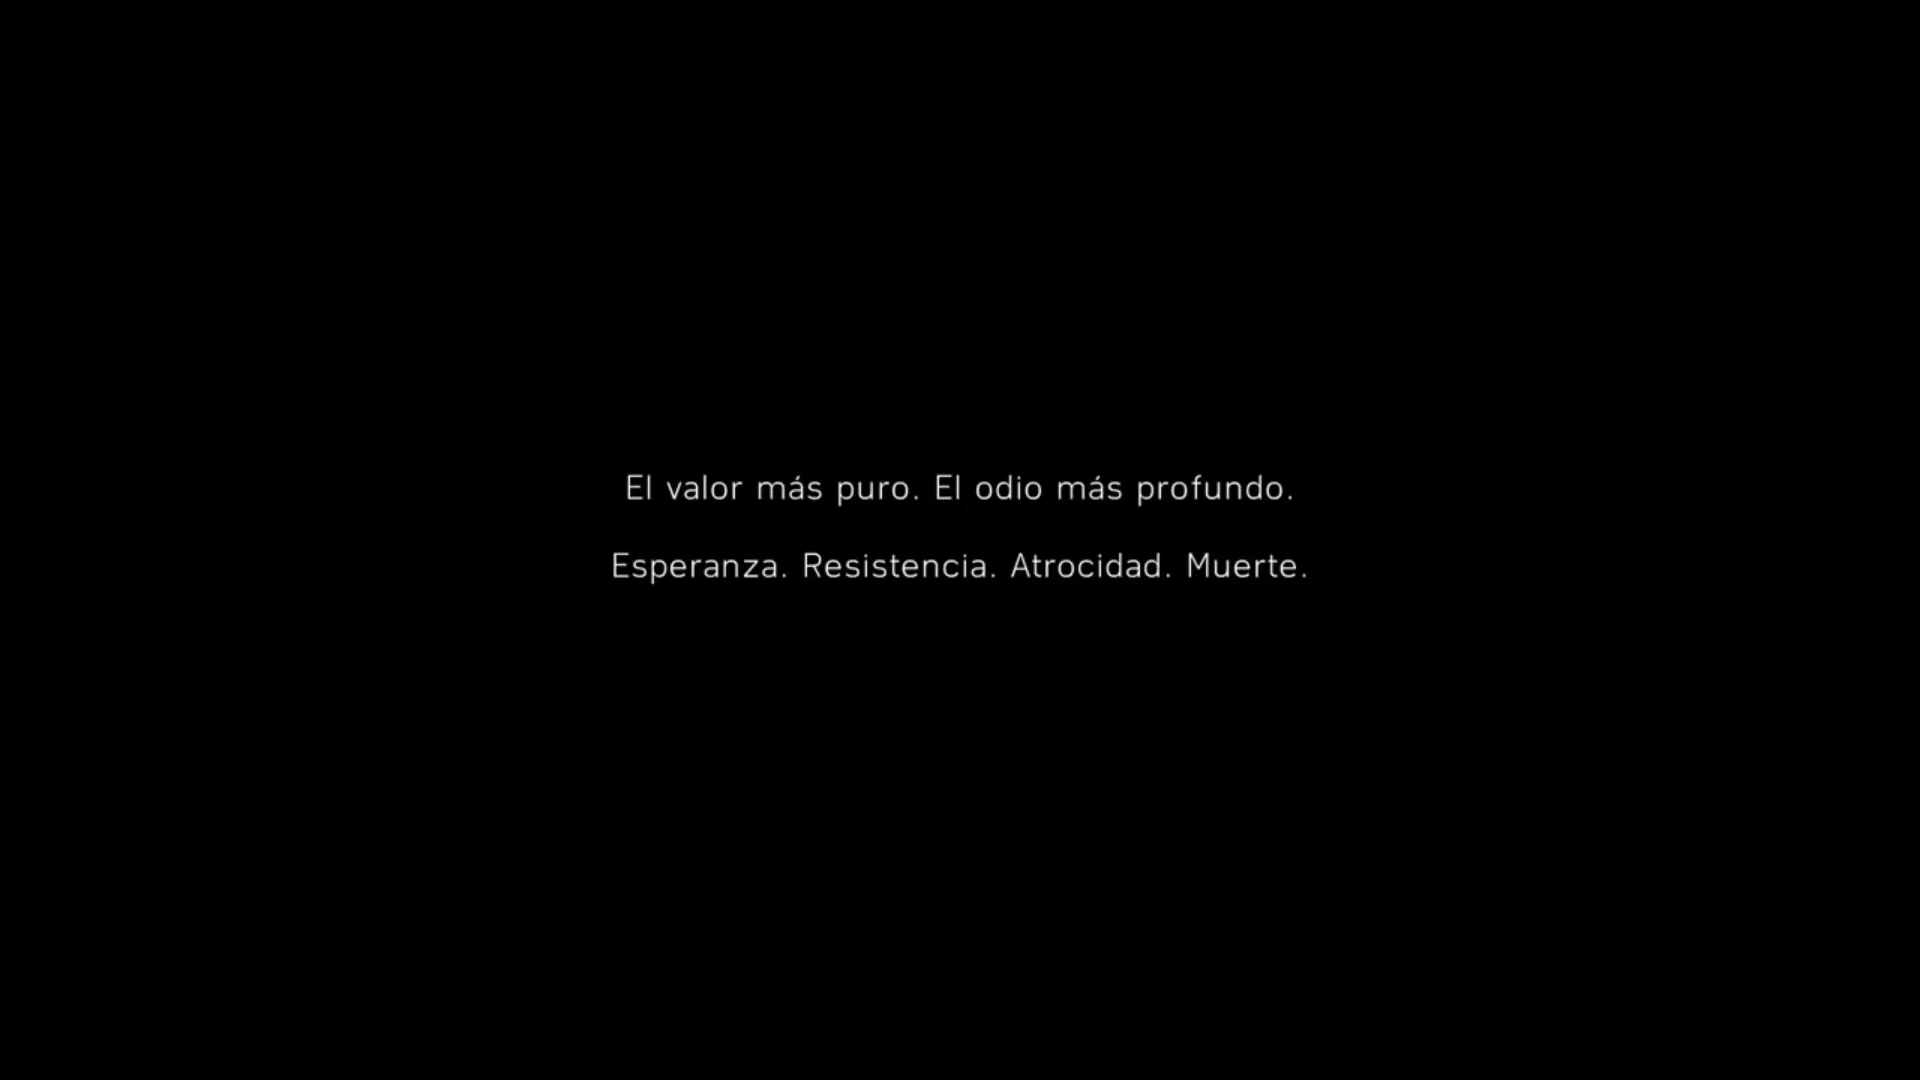 El valor más puro. El odio más profundo.
Esperanza. Resistencia. Atrocidad. Muerte.